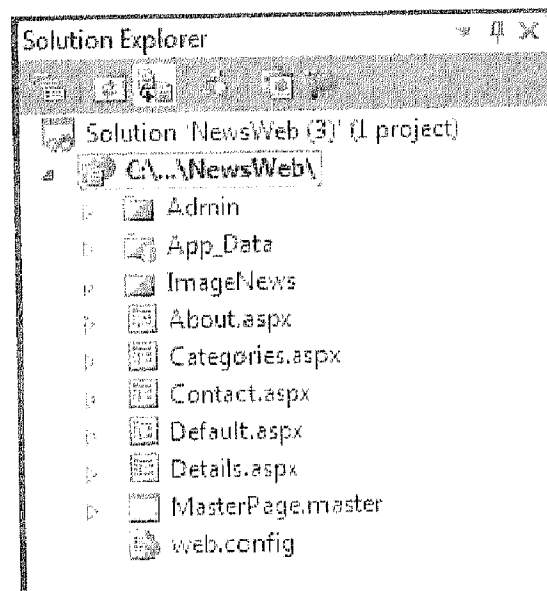 Solution Explorer
Solution 'NewsWeb (3)' (1 project)
C:\...\NewsWeb\
Admin
App_Data
ImageNews
About.aspx
Categories.aspx
Contact.aspx
Default.aspx
Details.aspx
MasterPage.master
web.config